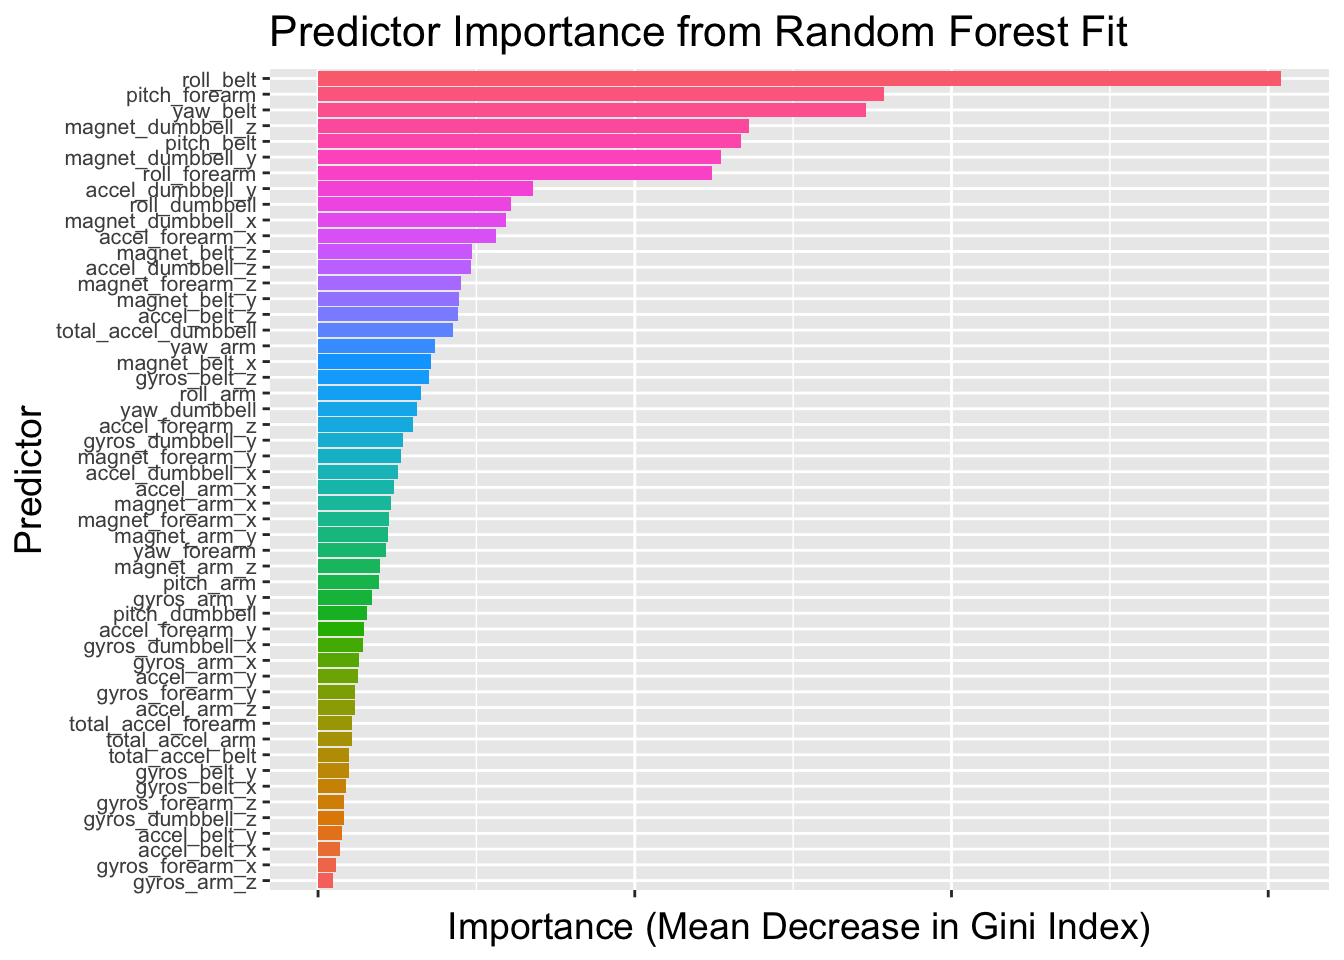 Predictor Importance from Random Forest Fit
roll_belt
pitch_forearm
yaw_belt
magnet_dumbbell_z
pitch_belt
magnet_dumbbell_y
roll_forearm
accel_dumbbell_y
roll_dumbbell
magnet_dumbbell_x
accel_forearm_x
magnet_belt_z
accel_dumbbell_z
magnet_forearm_z
magnet_belt_y
accel_belt_z
total_accel_dumbbell
yaw_arm
magnet_belt_x
gyros_belt_z
roll_arm
yaw_dumbbell
accel_forearm_z
gyros_dumbbell_y
magnet_forearm_y
accel_dumbbell_x
accel_arm_x
magnet_arm_x
magnet_forearm_x
magnet_arm_y
yaw_forearm
magnet_arm_z
pitch_arm
gyros_arm_y
pitch_dumbbell
accel_forearm_y
gyros_dumbbell_x
gyros_arm_x
accel_arm_y
gyros_forearm_y
accel_arm_z
total_accel_forearm
total_accel_arm
total_accel_belt
gyros_belt_y
gyros_belt_x
gyros_forearm_z
gyros_dumbbell_z
accel_belt_y
accel_belt_x
gyros_forearm_x
gyros_arm_z
Predictor
Importance (Mean Decrease in Gini Index)